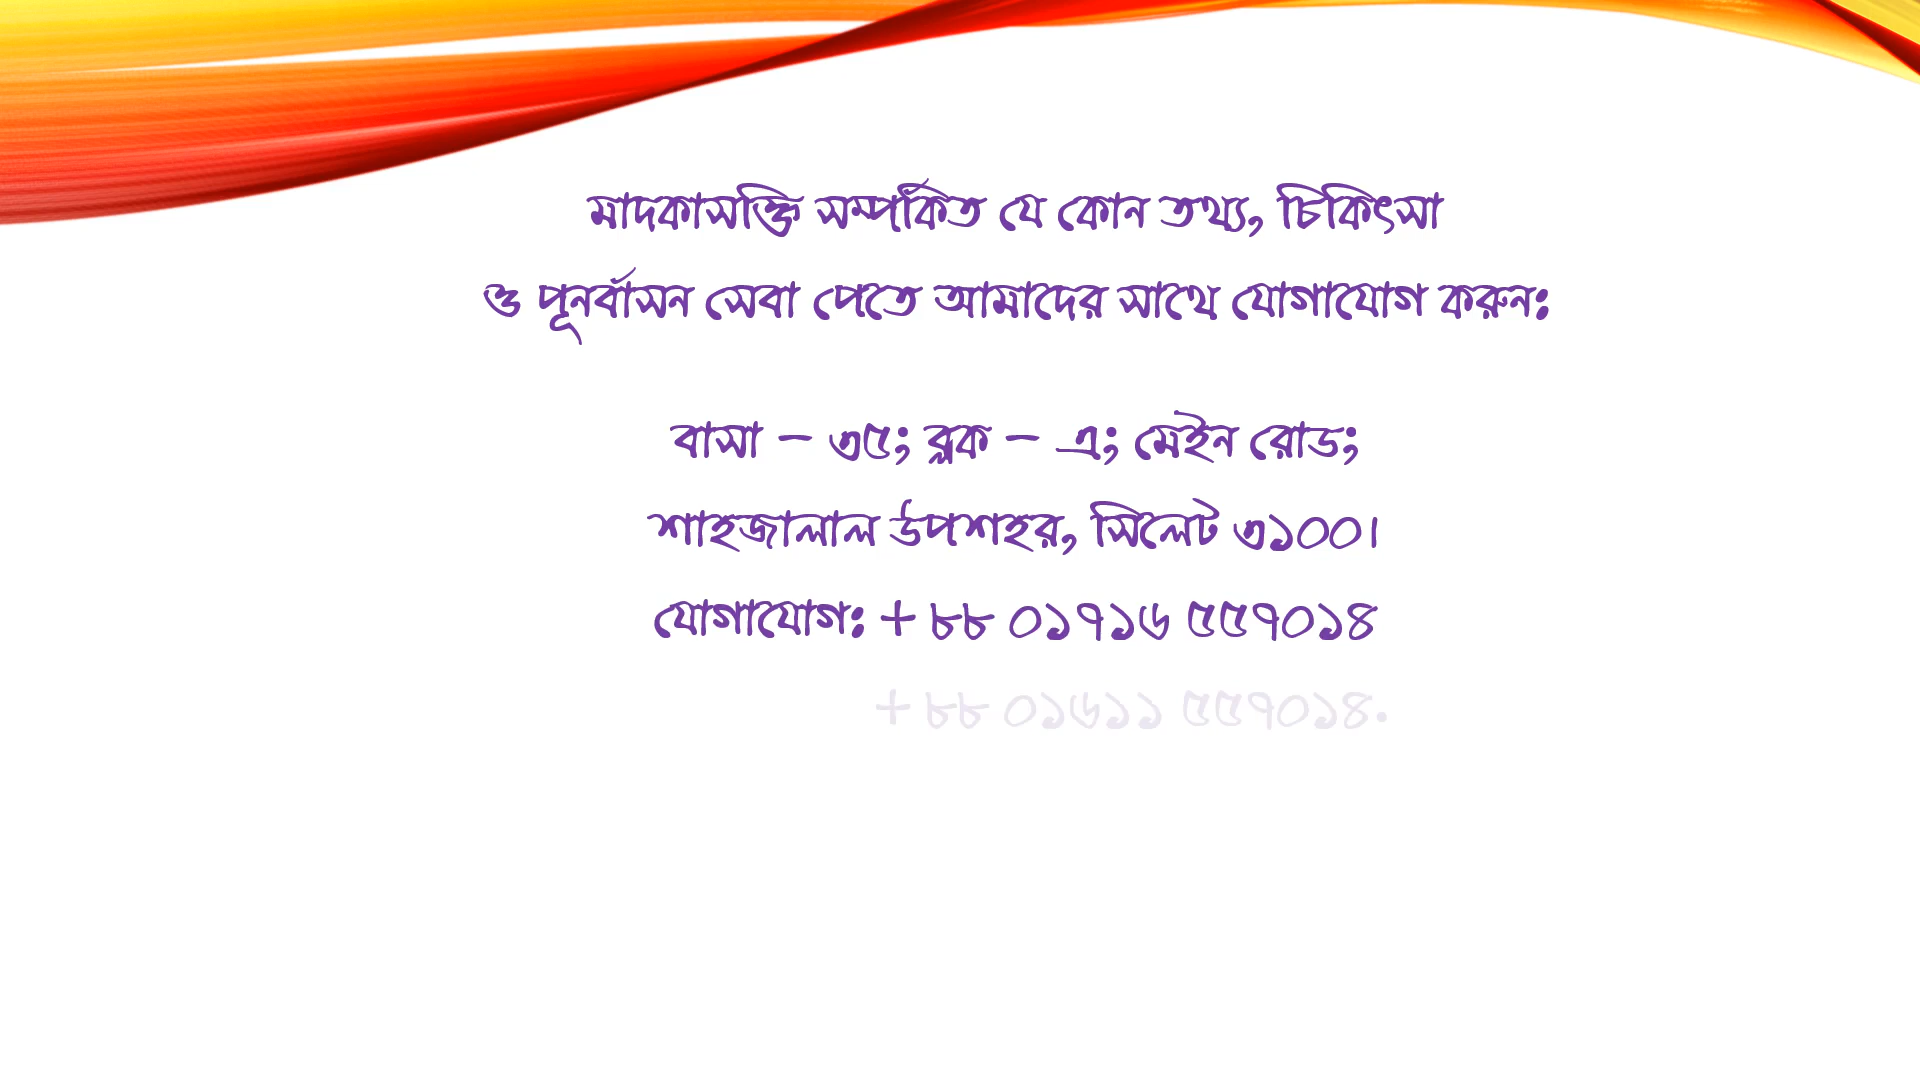 মাদকাসক্তি সম্পর্কিত যে কোন তথ্য, চিকিৎসা
ও পূনর্বাসন সেবা পেতে আমাদের সাথে যোগাযোগ করুন:
বাসা – ৩৫; ব্লক – এ; মেইন রোড;
শাহজালাল উপশহর, সিলেট ৩১০০।
যোগাযোগ: + ৮৮ ০১৭১৬ ৫৫৭০১৪
+ ৮৮ ০১৬১১ ৫৫৭০১৪.